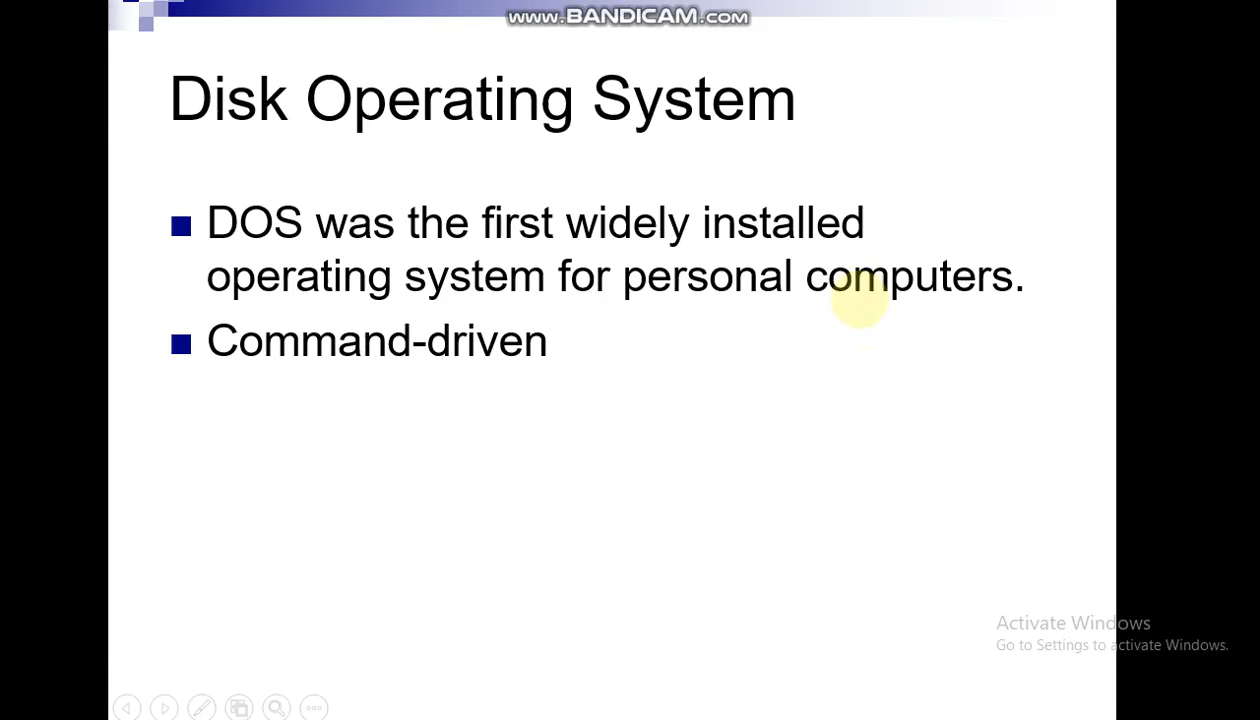 www.BANDICAM.com
Disk Operating System
DOS was the first widely installed
operating system for personal computers.
Command-driven
Activate Windows
Go to Settings to activate Windows.